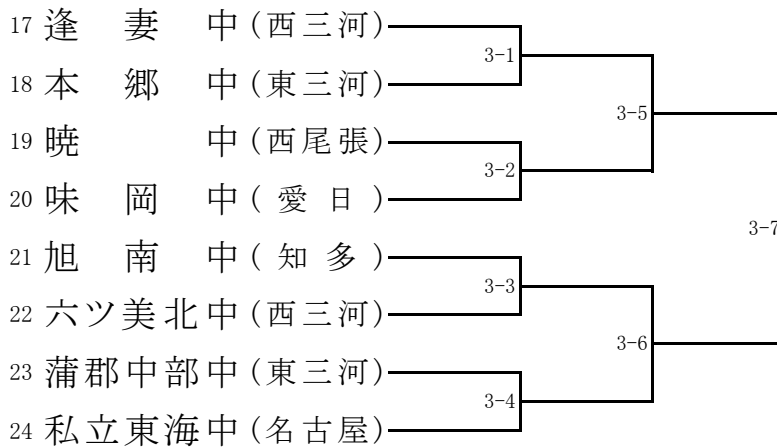 17 逢妻中(西三河)
3-1
18 本郷中(東三河)
3-5
19 暁中(西尾張)
3-2
20 味岡中(愛日)
3-7
21 旭南中(知多)
3-3
22 六ツ美北中(西三河)
3-6
23 蒲郡中部中(東三河)
3-4
24 私立東海中(名古屋)